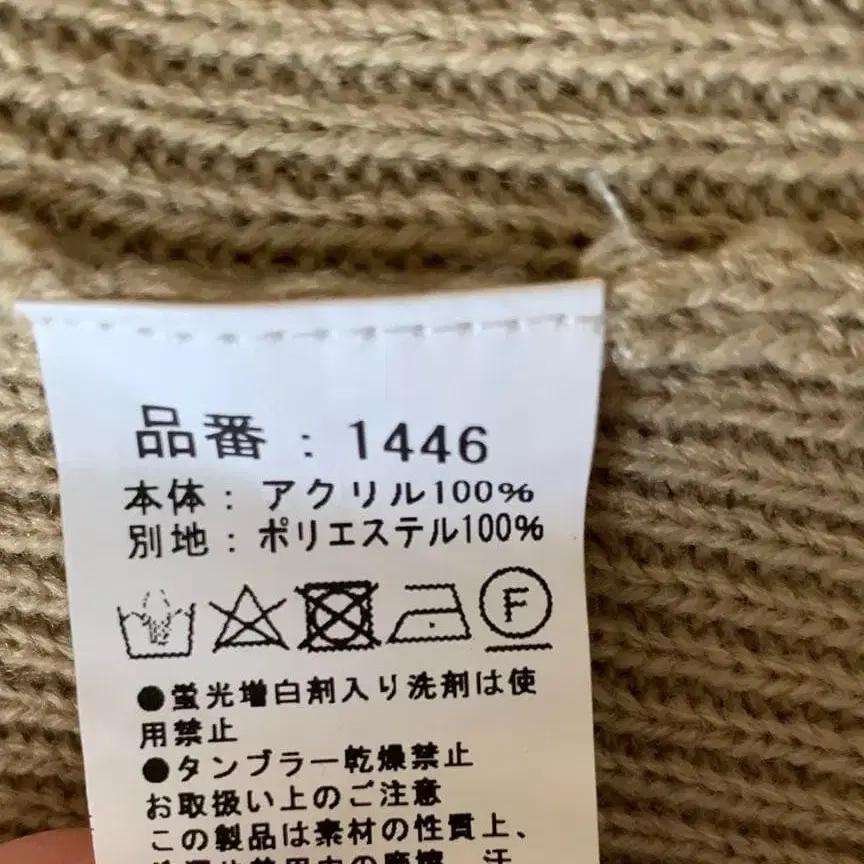 品番：1446
本体：アクリル100%
別地：ポリエステル100%
F
●蛍光増白剤入り洗剤は使
用禁止
●タンブラー乾燥禁止
お取扱い上のご注意
この製品は素材の性質上、